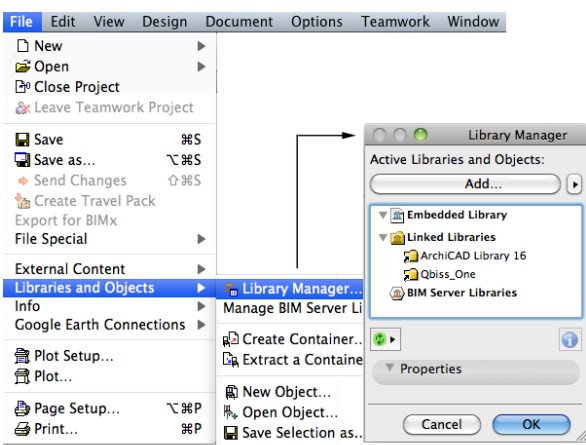 File Edit View Design Document Options Teamwork Window
New
Open
Close Project
Leave Teamwork Project
Save ⌘S
Save as... ⌥⌘S
Send Changes ⇧⌘S
Create Travel Pack
Export for BIMx
File Special
External Content
Libraries and Objects
Info
Google Earth Connections
Plot Setup...
Plot...
Page Setup... ⌥⌘P
Print... ⌘P
Library Manager...
Manage BIM Server Li
Create Container..
Extract a Containe
New Object...
Open Object...
Save Selection as..
Library Manager
Active Libraries and Objects:
Add...
Embedded Library
Linked Libraries
ArchiCAD Library 16
Qbiss_One
BIM Server Libraries
Properties
Cancel OK